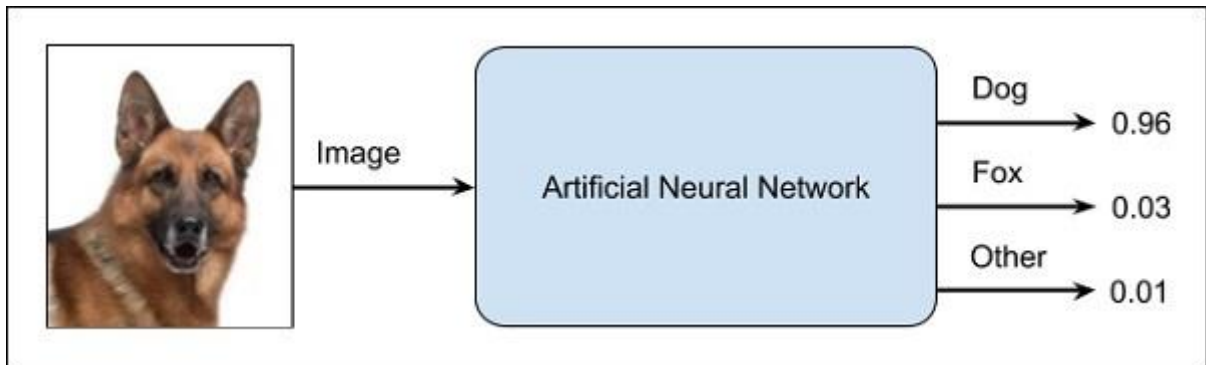 Image
Artificial Neural Network
Dog
0.96
Fox
0.03
Other
0.01